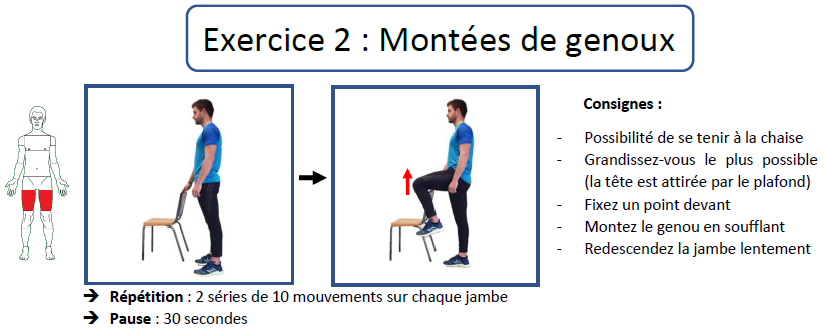 Exercice 2 : Montées de genoux
Consignes :
- Possibilité de se tenir à la chaise
- Grandissez-vous le plus possible
(la tête est attirée par le plafond)
- Fixez un point devant
- Montez le genou en soufflant
- Redescendez la jambe lentement
➔ Répétition : 2 séries de 10 mouvements sur chaque jambe
➔ Pause : 30 secondes